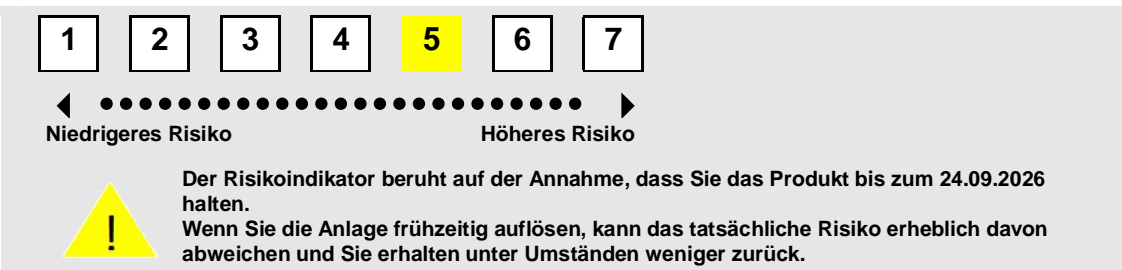 1 2 3 4 5 6 7
Niedrigeres Risiko Höheres Risiko
Der Risikoindikator beruht auf der Annahme, dass Sie das Produkt bis zum 24.09.2026
halten.
Wenn Sie die Anlage frühzeitig auflösen, kann das tatsächliche Risiko erheblich davon
abweichen und Sie erhalten unter Umständen weniger zurück.
!